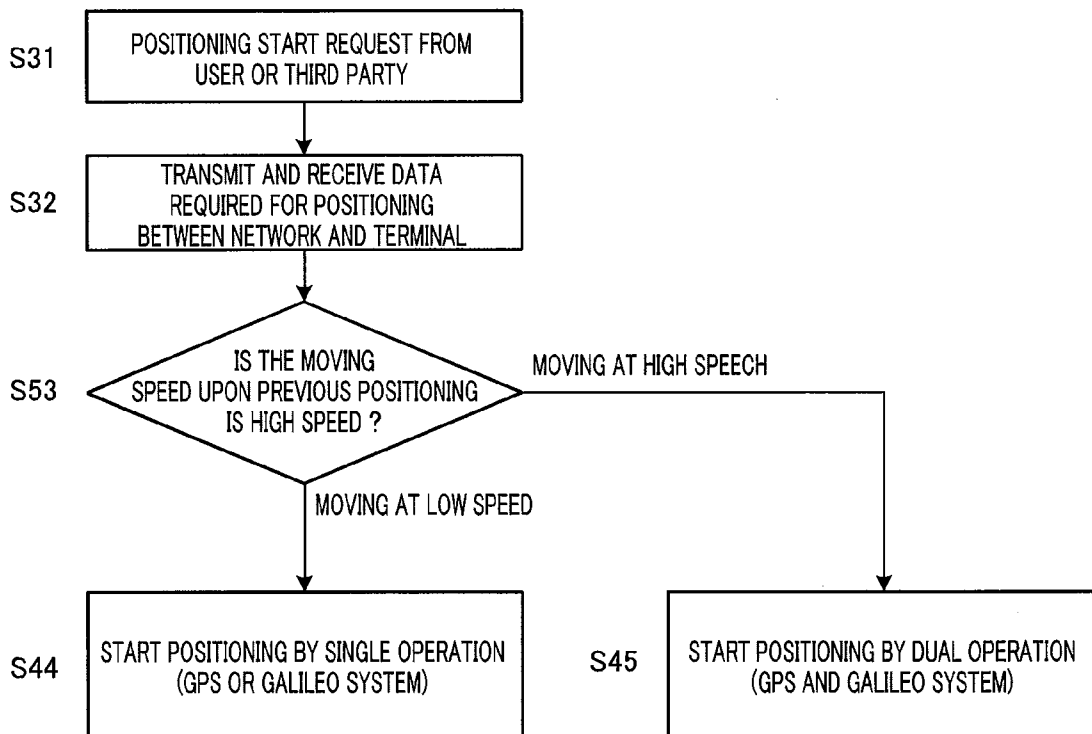 S31
POSITIONING START REQUEST FROM
USER OR THIRD PARTY
S32
TRANSMIT AND RECEIVE DATA
REQUIRED FOR POSITIONING
BETWEEN NETWORK AND TERMINAL
S53
IS THE MOVING
SPEED UPON PREVIOUS POSITIONING
IS HIGH SPEED ?
MOVING AT HIGH SPEECH
MOVING AT LOW SPEED
S44
START POSITIONING BY SINGLE OPERATION
(GPS OR GALILEO SYSTEM)
S45
START POSITIONING BY DUAL OPERATION
(GPS AND GALILEO SYSTEM)